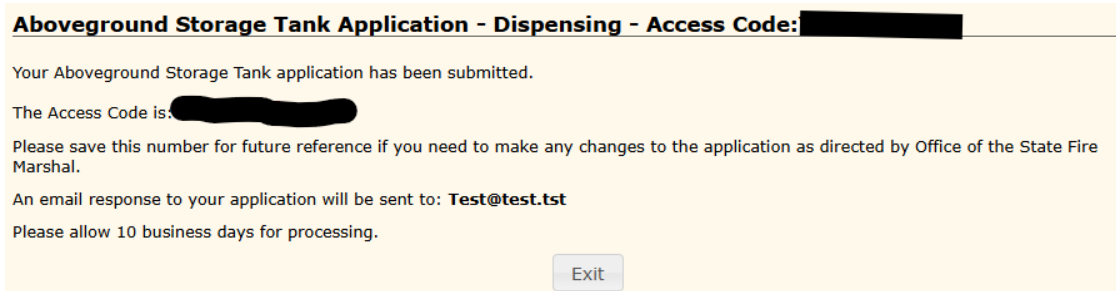 Aboveground Storage Tank Application - Dispensing - Access Code:
Your Aboveground Storage Tank application has been submitted.
The Access Code is:
Please save this number for future reference if you need to make any changes to the application as directed by Office of the State Fire
Marshal.
An email response to your application will be sent to: Test@test.tst
Please allow 10 business days for processing.
Exit